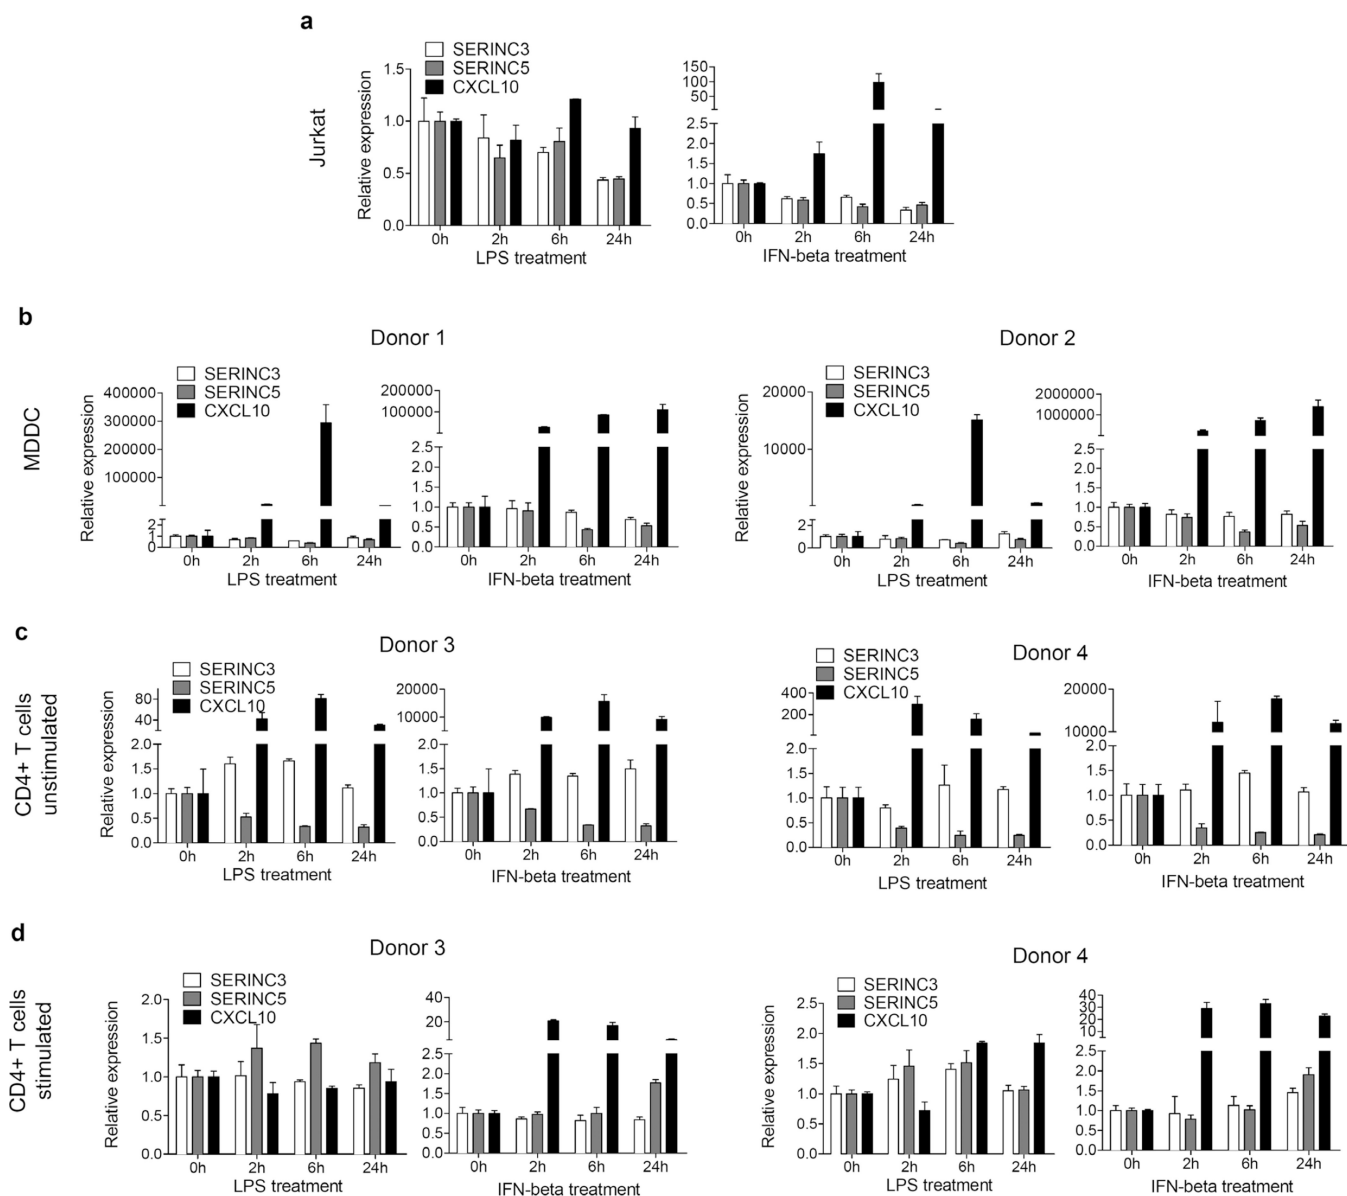 a
Jurkat
SERINC3
SERINC5
CXCL10
Relative expression
1.5
1.0
0.5
0.0
0h 2h 6h 24h
LPS treatment
150
100
50
2.5
2.0
1.5
1.0
0.5
0.0
0h 2h 6h 24h
IFN-beta treatment
b
MDDC
Donor 1
SERINC3
SERINC5
CXCL10
Relative expression
400000
300000
200000
100000
2
1
0
0h 2h 6h 24h
LPS treatment
200000
100000
2.5
2.0
1.5
1.0
0.5
0.0
0h 2h 6h 24h
IFN-beta treatment
Donor 2
SERINC3
SERINC5
CXCL10
Relative expression
20000
10000
2
1
0
0h 2h 6h 24h
LPS treatment
2000000
1000000
2.5
2.0
1.5
1.0
0.5
0.0
0h 2h 6h 24h
IFN-beta treatment
c
CD4+ T cells
unstimulated
Donor 3
SERINC3
SERINC5
CXCL10
Relative expression
80
40
2.0
1.5
1.0
0.5
0.0
0h 2h 6h 24h
LPS treatment
20000
10000
2.0
1.5
1.0
0.5
0.0
0h 2h 6h 24h
IFN-beta treatment
Donor 4
SERINC3
SERINC5
CXCL10
Relative expression
400
200
2.0
1.5
1.0
0.5
0.0
0h 2h 6h 24h
LPS treatment
20000
10000
2.0
1.5
1.0
0.5
0.0
0h 2h 6h 24h
IFN-beta treatment
d
CD4+ T cells
stimulated
Donor 3
SERINC3
SERINC5
CXCL10
Relative expression
2.0
1.5
1.0
0.5
0.0
0h 2h 6h 24h
LPS treatment
40
20
2.5
2.0
1.5
1.0
0.5
0.0
0h 2h 6h 24h
IFN-beta treatment
Donor 4
SERINC3
SERINC5
CXCL10
Relative expression
2.5
2.0
1.5
1.0
0.5
0.0
0h 2h 6h 24h
LPS treatment
40
30
20
10
2.5
2.0
1.5
1.0
0.5
0.0
0h 2h 6h 24h
IFN-beta treatment